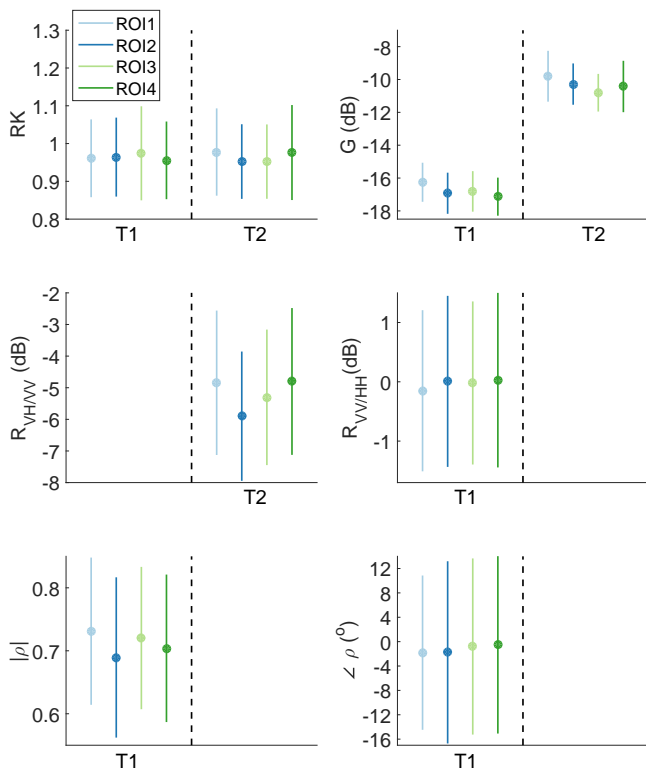 1.3
1.2
1.1
1
0.9
0.8
RK
ROI1
ROI2
ROI3
ROI4
T1 T2
-8
-10
-12
-14
-16
-18
G (dB)
T1 T2
-2
-3
-4
-5
-6
-7
-8
R_VH/VV (dB)
T2
1
0
-1
R_VV/HH (dB)
T1
0.8
0.7
0.6
|ρ|
T1
12
8
4
0
-4
-8
-12
-16
∠ ρ (⁰)
T1